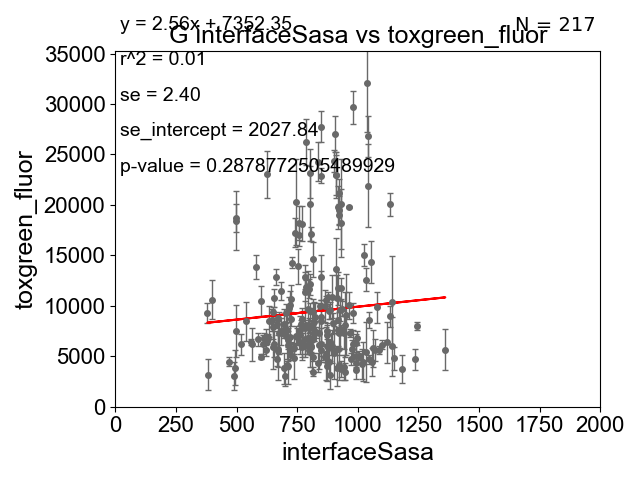 y = 2.56x + 7352.35
N = 217
G interfaceSasa vs toxgreen_fluor
r^2 = 0.01
se = 2.40
se_intercept = 2027.84
p-value = 0.2878772505489929
toxgreen_fluor
35000
30000
25000
20000
15000
10000
5000
0
0 250 500 750 1000 1250 1500 1750 2000
interfaceSasa